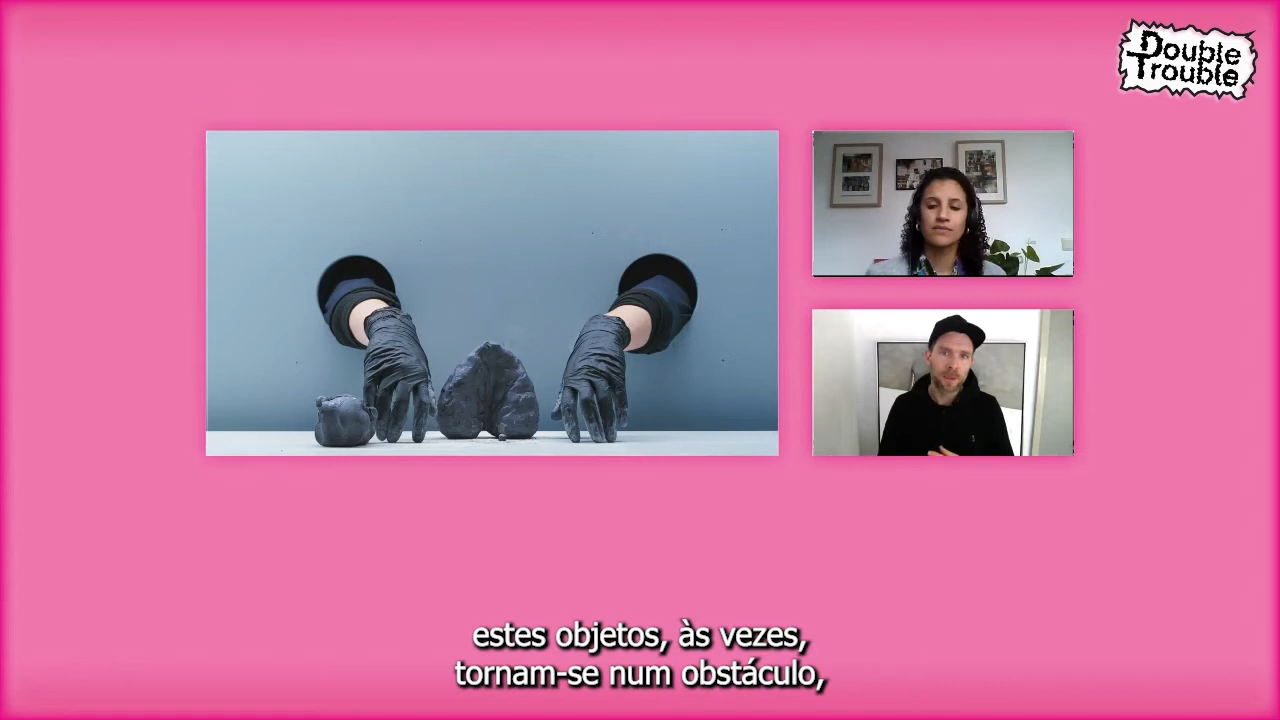 Double
Trouble
estes objetos, às vezes,
tornam-se num obstáculo,